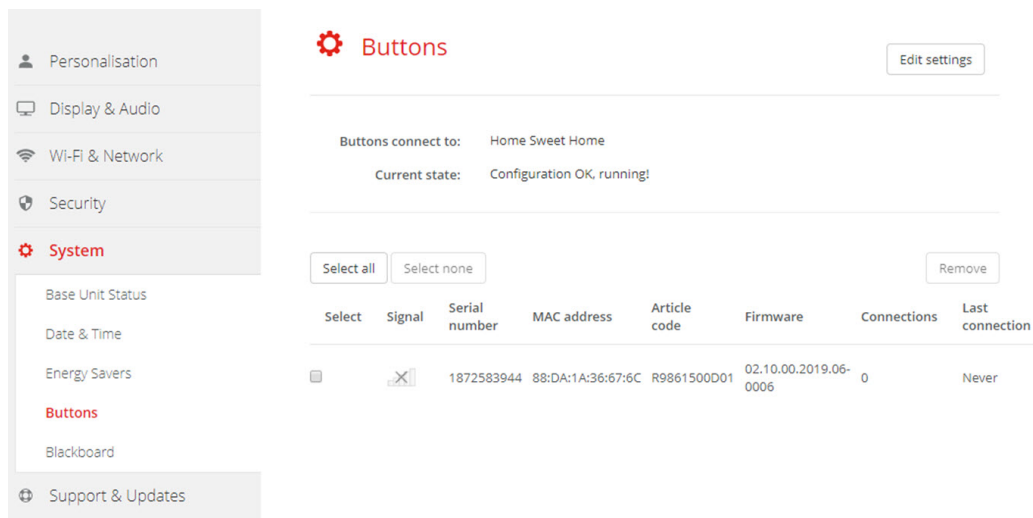 Personalisation
Display & Audio
Wi-Fi & Network
Security
System
Base Unit Status
Date & Time
Energy Savers
Buttons
Blackboard
Support & Updates
Buttons
Edit settings
Buttons connect to: Home Sweet Home
Current state: Configuration OK, running!
Select all Select none Remove
Select Signal Serial number MAC address Article code Firmware Connections Last connection
1872583944 88:DA:1A:36:67:6C R9861500D01 02.10.00.2019.06-0006 0 Never